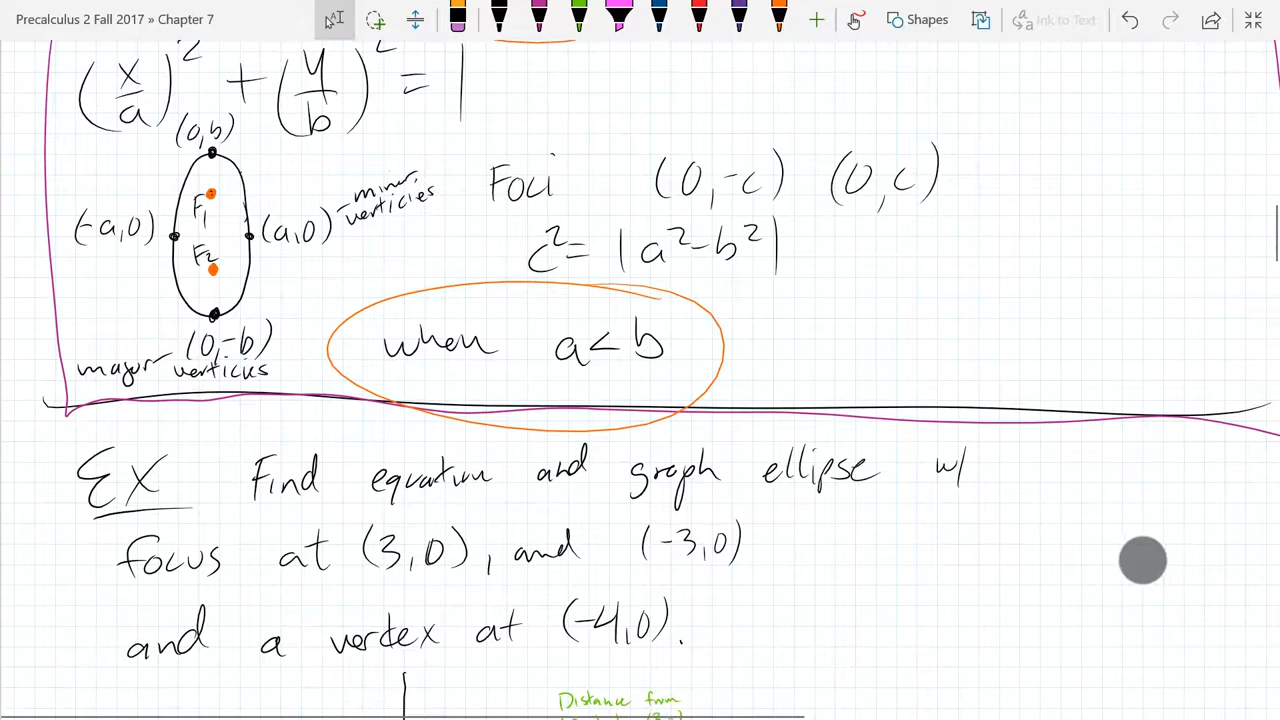 Precalculus 2 Fall 2017 » Chapter 7
Shapes
Ink to Text
(x/a)² + (y/b)² = 1
(0,b)
Foci (0,-c) (0,c)
minor verticies
F₁
(-a,0)
(a,0)
F₂
c² = |a²-b²|
(0,-b)
major verticies
when a < b
EX Find equation and graph ellipse w/
focus at (3,0), and (-3,0)
and a vertex at (-4,0).
Distance from